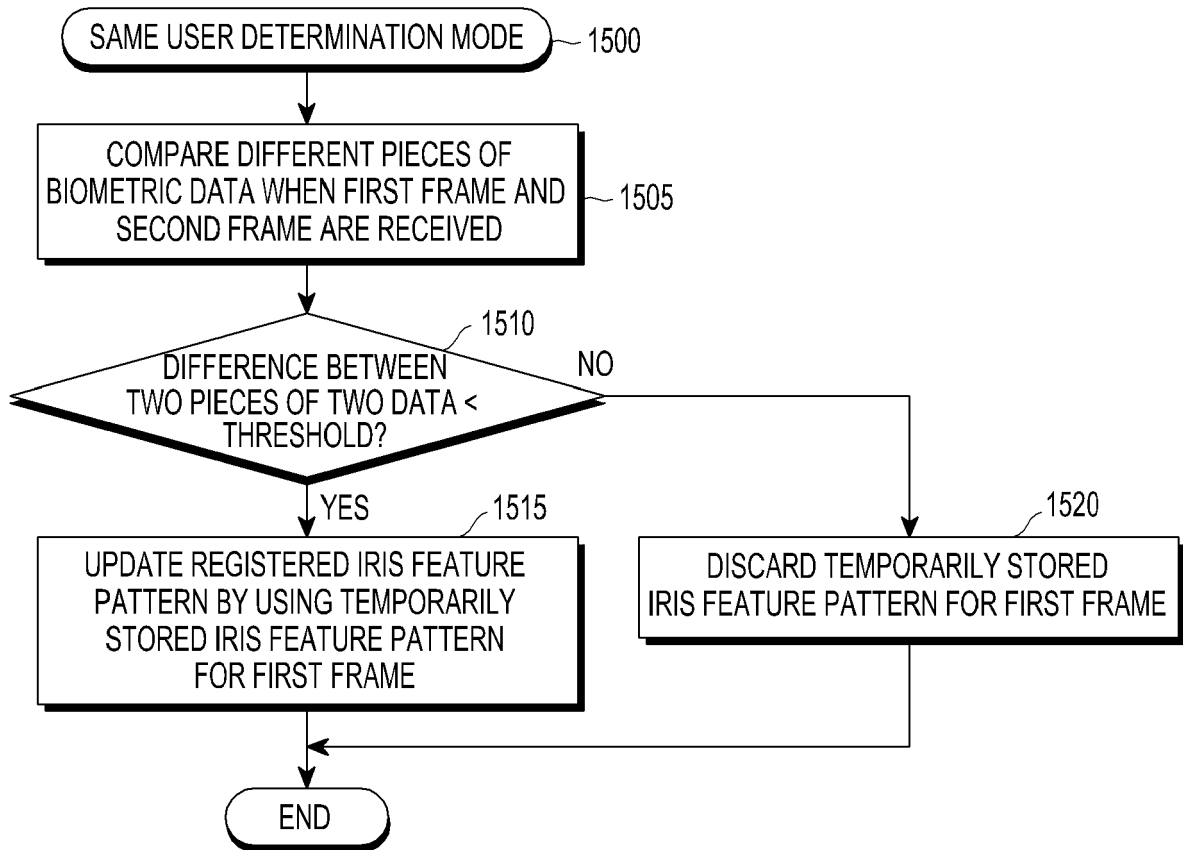 SAME USER DETERMINATION MODE
1500
COMPARE DIFFERENT PIECES OF
BIOMETRIC DATA WHEN FIRST FRAME AND
SECOND FRAME ARE RECEIVED
1505
1510
DIFFERENCE BETWEEN
TWO PIECES OF TWO DATA <
THRESHOLD?
NO
YES
1515
UPDATE REGISTERED IRIS FEATURE
PATTERN BY USING TEMPORARILY
STORED IRIS FEATURE PATTERN
FOR FIRST FRAME
1520
DISCARD TEMPORARILY STORED
IRIS FEATURE PATTERN FOR FIRST FRAME
END